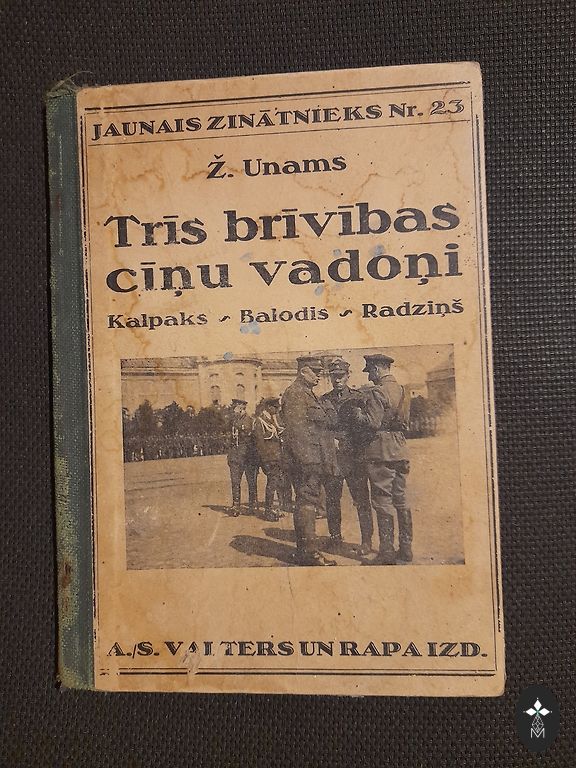 JAUNAIS ZINĀTNIEKS Nr. 23
Ž. Unams
Trīs brīvības
cīņu vadoņi
Kalpaks ~ Balodis ~ Radziņš
A./S. VALTERS UN RAPA IZD.
M